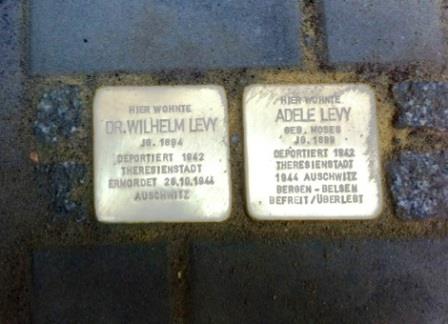 HIER WOHNTE
DR. WILHELM LEVY
JG. 1894
DEPORTIERT 1942
THERESIENSTADT
ERMORDET 28.10.1944
AUSCHWITZ
HIER WOHNTE
ADELE LEVY
GEB. MOSES
JG. 1899
DEPORTIERT 1942
THERESIENSTADT
1944 AUSCHWITZ
BERGEN-BELSEN
BEFREIT/ÜBERLEBT